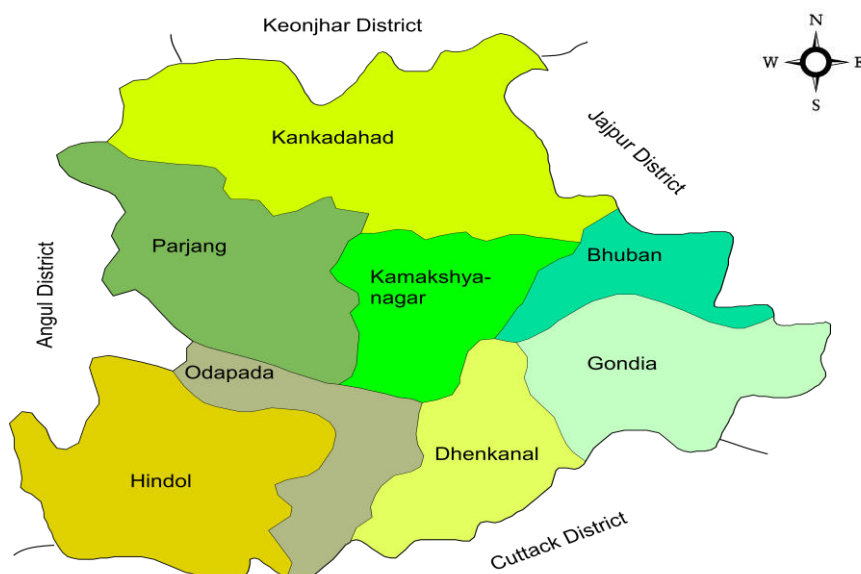 Keonjhar District
N
W
E
S
Kankadahad
Jajpur District
Parjang
Bhuban
Kamakshya-
nagar
Angul District
Odapada
Gondia
Dhenkanal
Hindol
Cuttack District